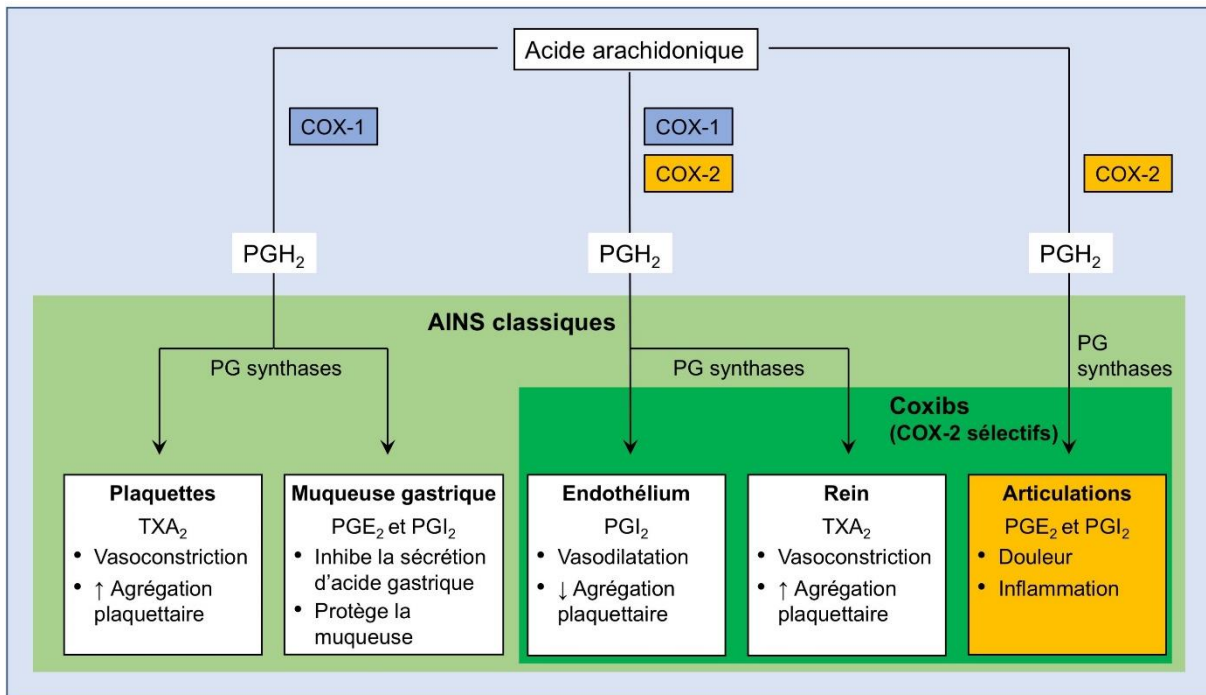 Acide arachidonique
COX-1
COX-1
COX-2
COX-2
PGH₂
PGH₂
PGH₂
AINS classiques
PG synthases
PG synthases
PG
synthases
Coxibs
(COX-2 sélectifs)
Plaquettes
TXA₂
• Vasoconstriction
• ↑ Agrégation
plaquettaire
Muqueuse gastrique
PGE₂ et PGI₂
• Inhibe la sécrétion
d’acide gastrique
• Protège la
muqueuse
Endothélium
PGI₂
• Vasodilatation
• ↓ Agrégation
plaquettaire
Rein
TXA₂
• Vasoconstriction
• ↑ Agrégation
plaquettaire
Articulations
PGE₂ et PGI₂
• Douleur
• Inflammation